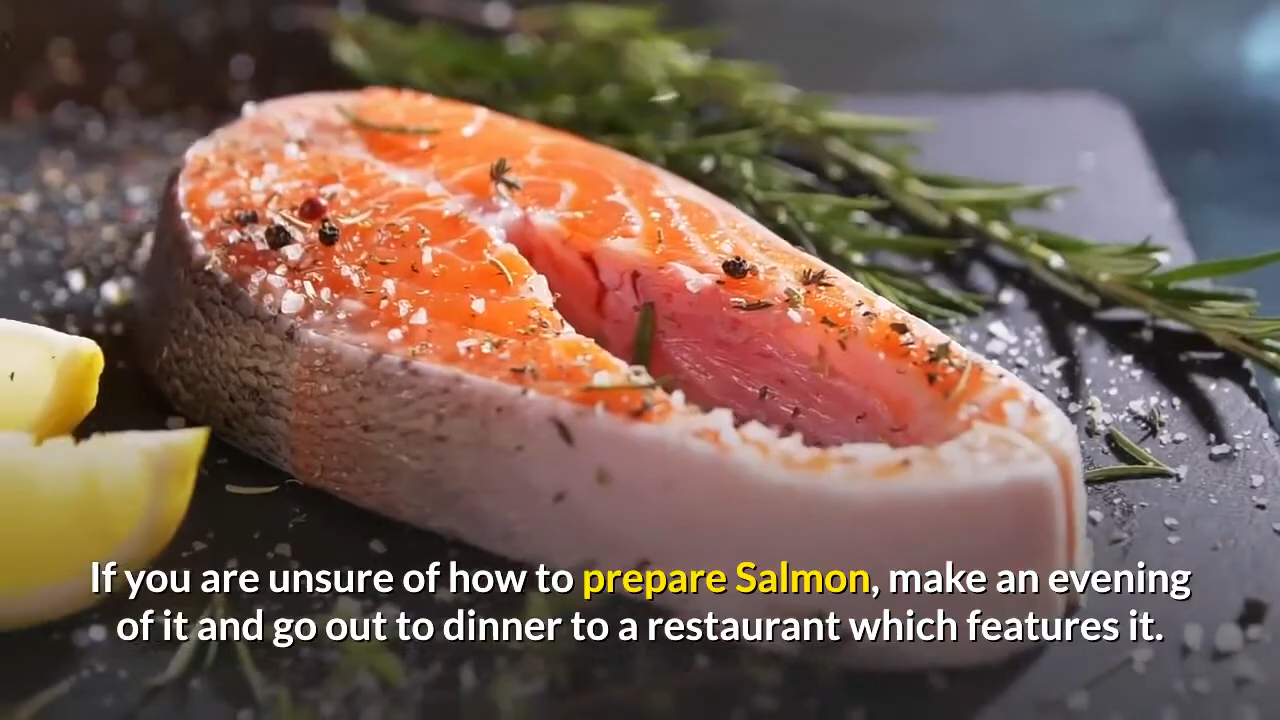 If you are unsure of how to prepare Salmon, make an evening
of it and go out to dinner to a restaurant which features it.